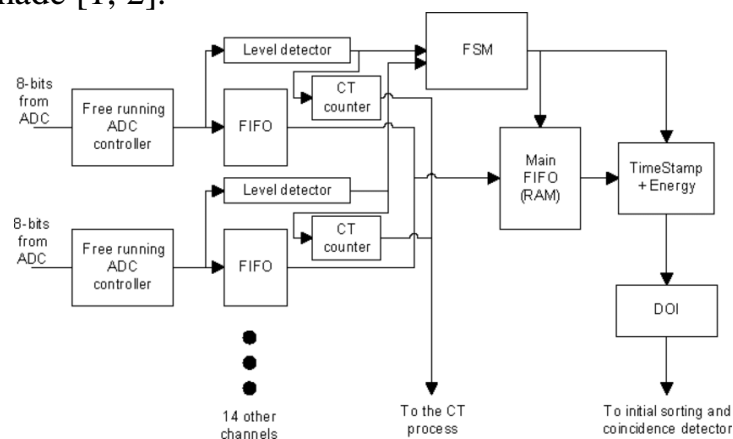 made [1, 2].
Level detector
FSM
8-bits
from
ADC
Free running
ADC
controller
FIFO
CT
counter
Main
FIFO
(RAM)
TimeStamp
+ Energy
Level detector
8-bits
from
ADC
Free running
ADC
controller
FIFO
CT
counter
DOI
14 other
channels
To the CT
process
To initial sorting and
coincidence detector